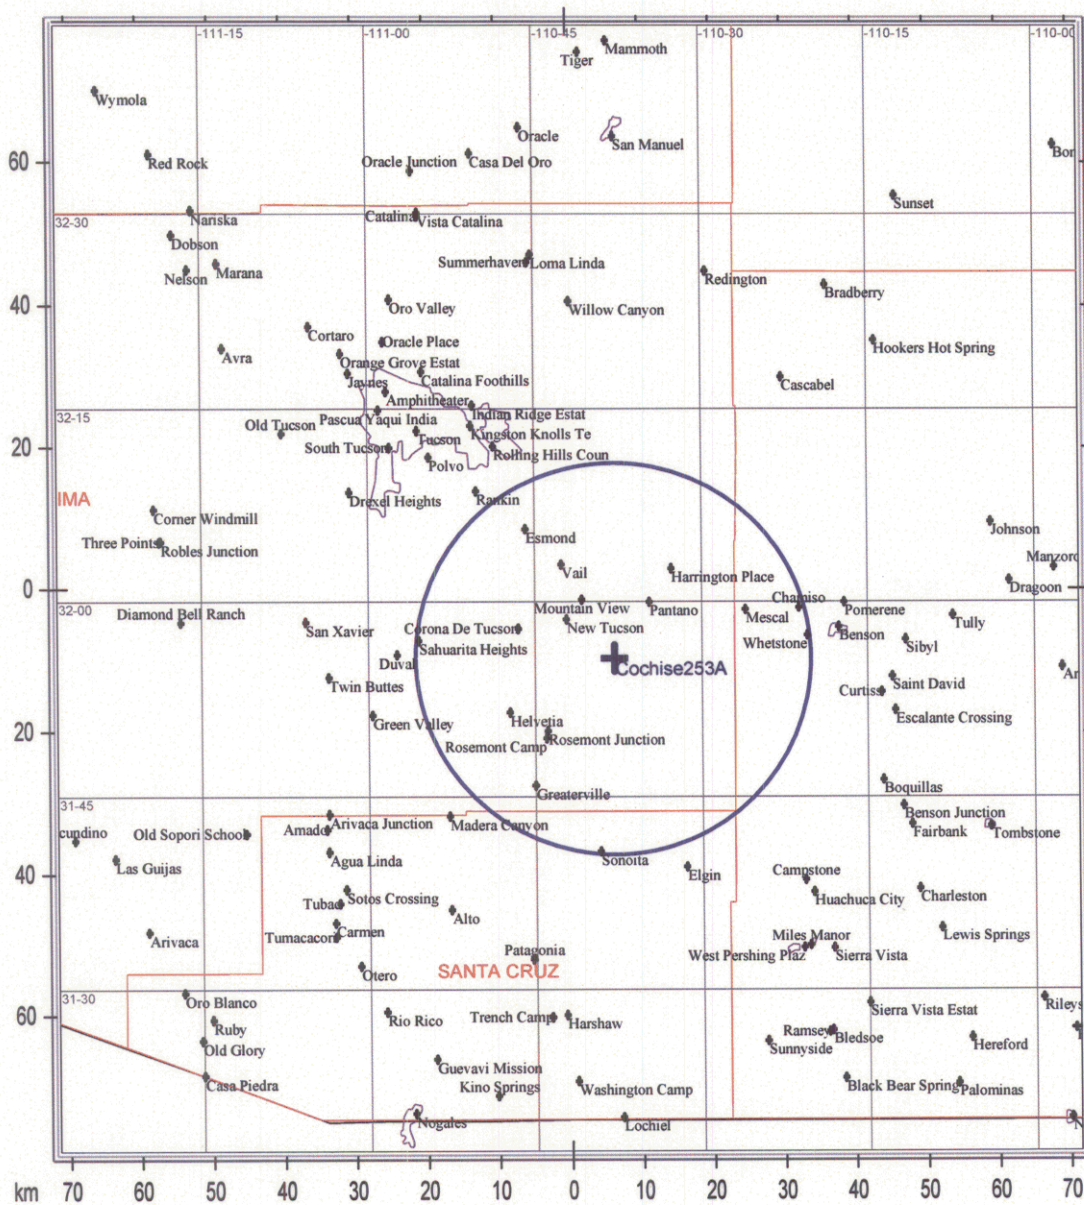 -111-15 -111-00 -110-45 -110-30 -110-15 -110-00
Mammoth
Tiger
Wymola
Oracle
San Manuel
Bor
60
Red Rock
Oracle Junction
Casa Del Oro
Sunset
32-30
Nariska
Catalina
Vista Catalina
Dobson
Summerhaven
Loma Linda
Nelson
Marana
Redington
Bradberry
40
Oro Valley
Willow Canyon
Cortaro
Oracle Place
Hookers Hot Spring
Avra
Orange Grove Estat
Jaynes
Catalina Foothills
Cascabel
Amphitheater
32-15
Pascua Yaqui India
Indian Ridge Estat
Old Tucson
Tucson
Kingston Knolls Te
20
South Tucson
Rolling Hills Coun
Polvo
IMA
Drexel Heights
Rankin
Corner Windmill
Esmond
Johnson
Three Points
Robles Junction
Vail
Harrington Place
Manzoro
0
Dragoon
32-00
Diamond Bell Ranch
Mountain View
Pantano
Chamiso
Pomerene
San Xavier
Corona De Tucson
New Tucson
Mescal
Tully
Sahuarita Heights
Whetstone
Benson
Sibyl
Duval
Cochise253A
Ar
Twin Buttes
Saint David
Curtiss
Green Valley
Helvetia
Escalante Crossing
20
Rosemont Camp
Rosemont Junction
Greaterville
Boquillas
31-45
Benson Junction
cundino
Old Sopori School
Amado
Arivaca Junction
Madera Canyon
Fairbank
Tombstone
Las Guijas
Agua Linda
Sonoita
Elgin
40
Campstone
Tubac
Sotos Crossing
Alto
Huachuca City
Charleston
Arivaca
Tumacacori
Carmen
Miles Manor
Lewis Springs
Patagonia
West Pershing Plaz
Sierra Vista
Otero
SANTA CRUZ
31-30
Oro Blanco
Rileys
60
Ruby
Rio Rico
Trench Camp
Harshaw
Sierra Vista Estat
Old Glory
Ramsey
Bledsoe
Sunnyside
Hereford
Casa Piedra
Guevavi Mission
Kino Springs
Washington Camp
Black Bear Spring
Palominas
Nogales
Lochiel
km 70 50 40 30 20 10 0 10 20 30 40 50 60 70